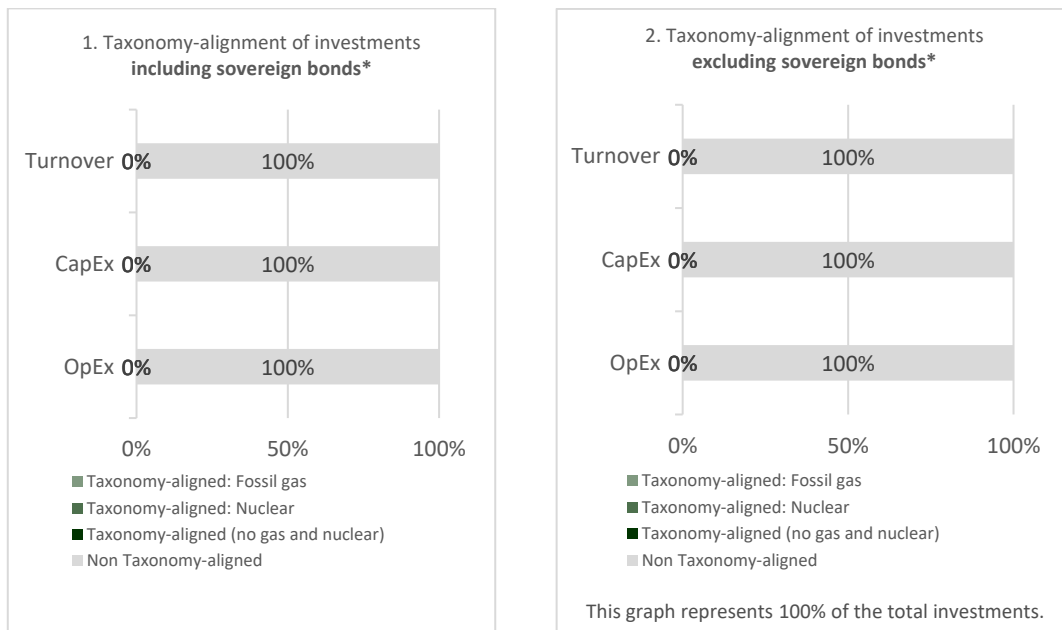 1. Taxonomy-alignment of investments
including sovereign bonds*
Turnover 0% 100%
CapEx 0% 100%
OpEx 0% 100%
0% 50% 100%
Taxonomy-aligned: Fossil gas
Taxonomy-aligned: Nuclear
Taxonomy-aligned (no gas and nuclear)
Non Taxonomy-aligned
2. Taxonomy-alignment of investments
excluding sovereign bonds*
Turnover 0% 100%
CapEx 0% 100%
OpEx 0% 100%
0% 50% 100%
Taxonomy-aligned: Fossil gas
Taxonomy-aligned: Nuclear
Taxonomy-aligned (no gas and nuclear)
Non Taxonomy-aligned
This graph represents 100% of the total investments.